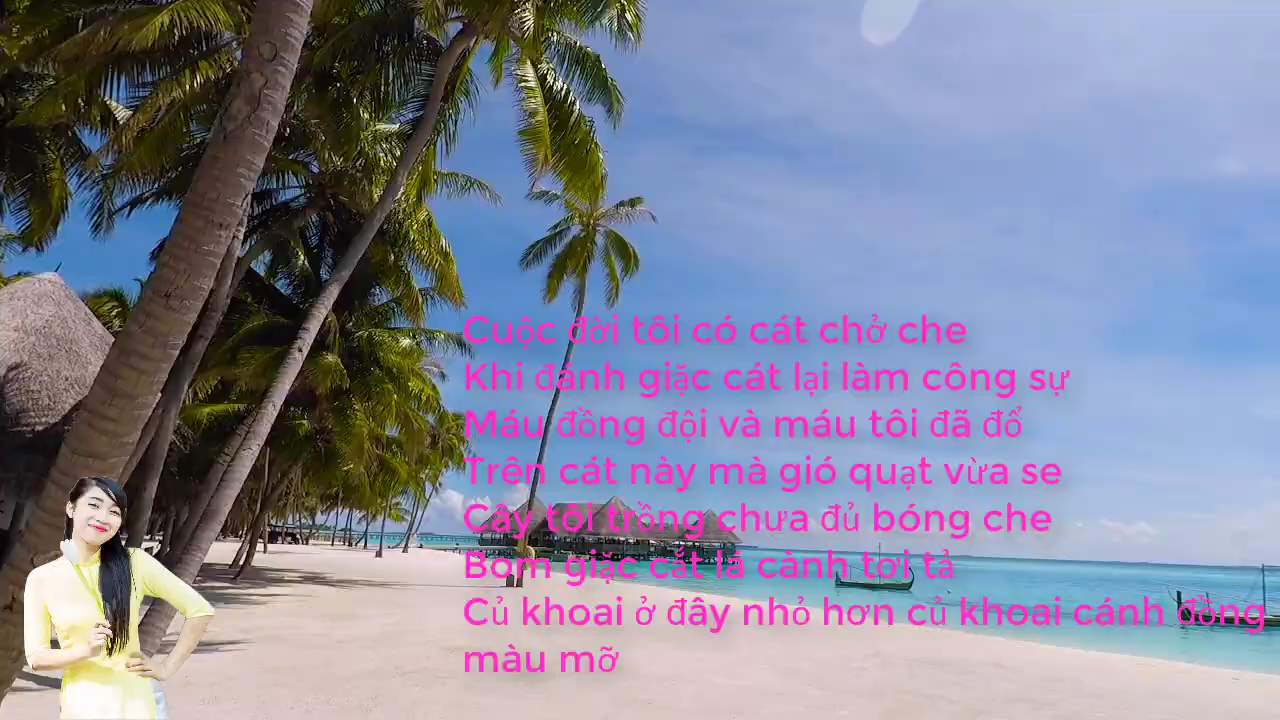 Cuộc đời tôi có cát chở che
Khi đánh giặc cát lại làm công sự
Máu đồng đội và máu tôi đã đổ
Trên cát này mà gió quạt vừa se
Cây tôi trồng chưa đủ bóng che
Bom giặc cắt lá cành tơi tả
Củ khoai ở đây nhỏ hơn củ khoai cánh đồng
màu mỡ